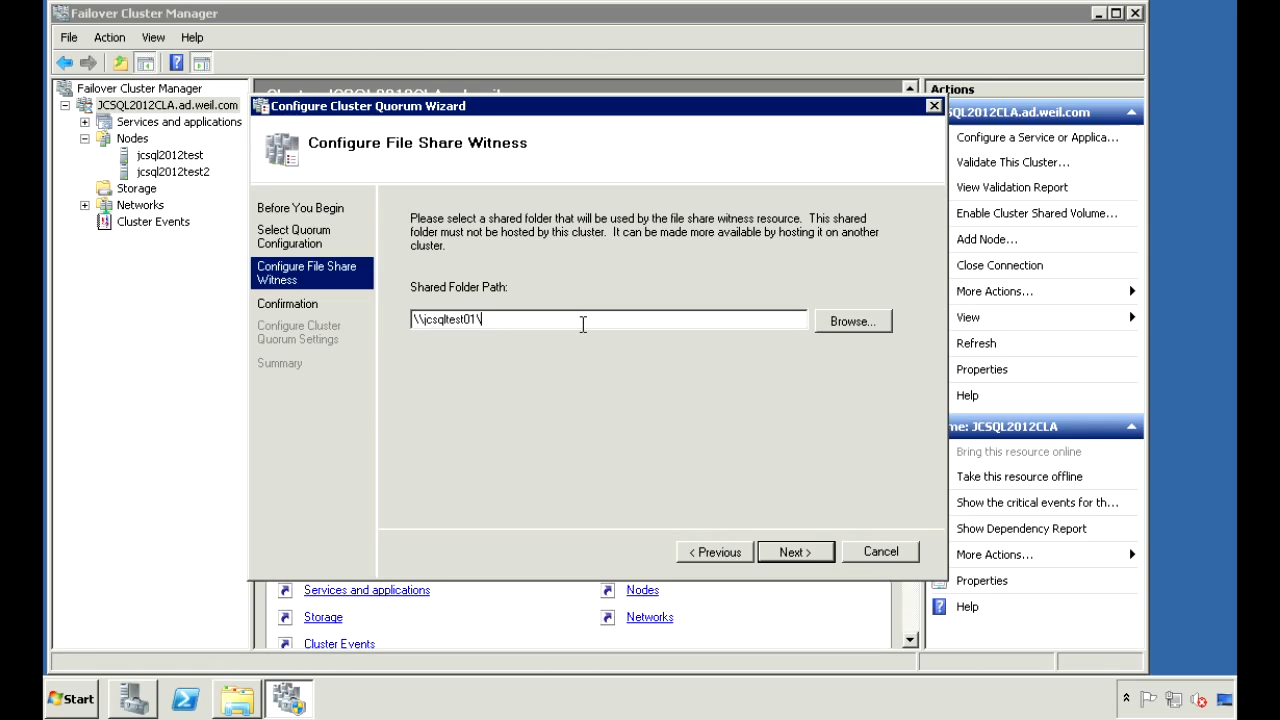 Failover Cluster Manager
File Action View Help
Failover Cluster Manager
JCSQL2012CLA.ad.weil.com
Services and applications
Nodes
jcsql2012test
jcsql2012test2
Storage
Networks
Cluster Events
Configure Cluster Quorum Wizard
Configure File Share Witness
Before You Begin
Select Quorum
Configuration
Configure File Share
Witness
Confirmation
Configure Cluster
Quorum Settings
Summary
Please select a shared folder that will be used by the file share witness resource. This shared
folder must not be hosted by this cluster. It can be made more available by hosting it on another
cluster.
Shared Folder Path:
\\jcsqltest01\
Browse...
< Previous
Next >
Cancel
Services and applications
Nodes
Storage
Networks
Cluster Events
Actions
SQL2012CLA.ad.weil.com
Configure a Service or Applica...
Validate This Cluster...
View Validation Report
Enable Cluster Shared Volume...
Add Node...
Close Connection
More Actions...
View
Refresh
Properties
Help
me: JCSQL2012CLA
Bring this resource online
Take this resource offline
Show the critical events for th...
Show Dependency Report
More Actions...
Properties
Help
Start